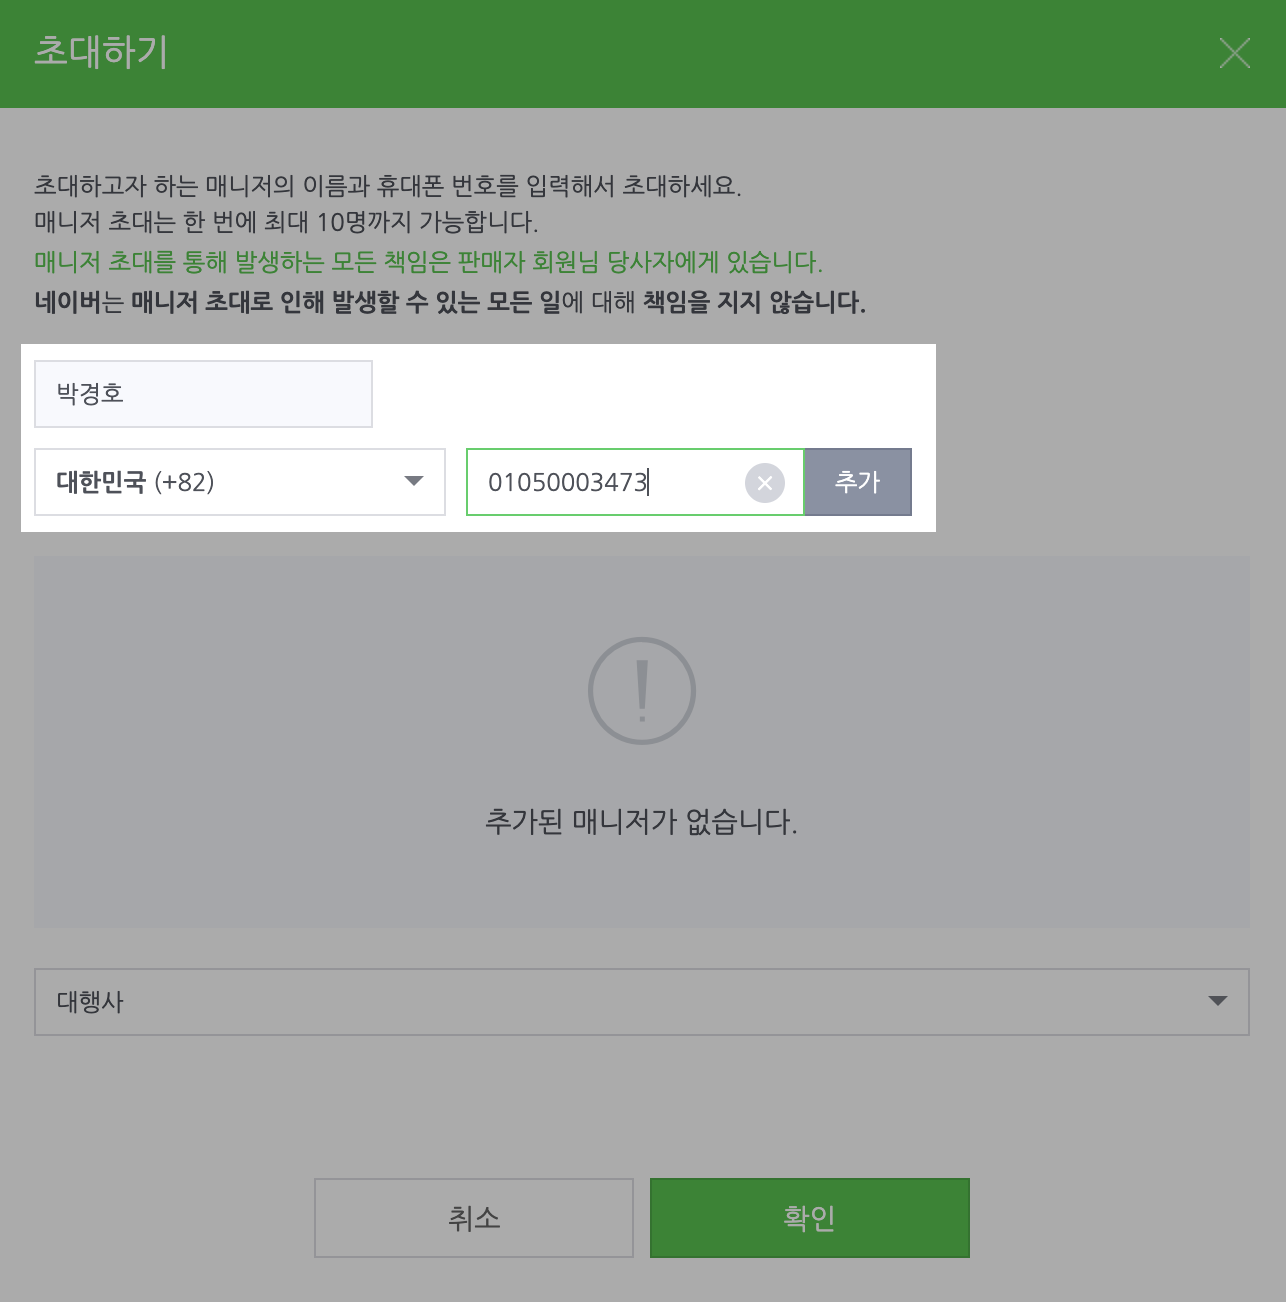 초대하기
초대하고자 하는 매니저의 이름과 휴대폰 번호를 입력해서 초대하세요.
매니저 초대는 한 번에 최대 10명까지 가능합니다.
매니저 초대를 통해 발생하는 모든 책임은 판매자 회원님 당사자에게 있습니다.
네이버는 매니저 초대로 인해 발생할 수 있는 모든 일에 대해 책임을 지지 않습니다.
박경호
대한민국 (+82) 01050003473 추가
추가된 매니저가 없습니다.
대행사
취소 확인